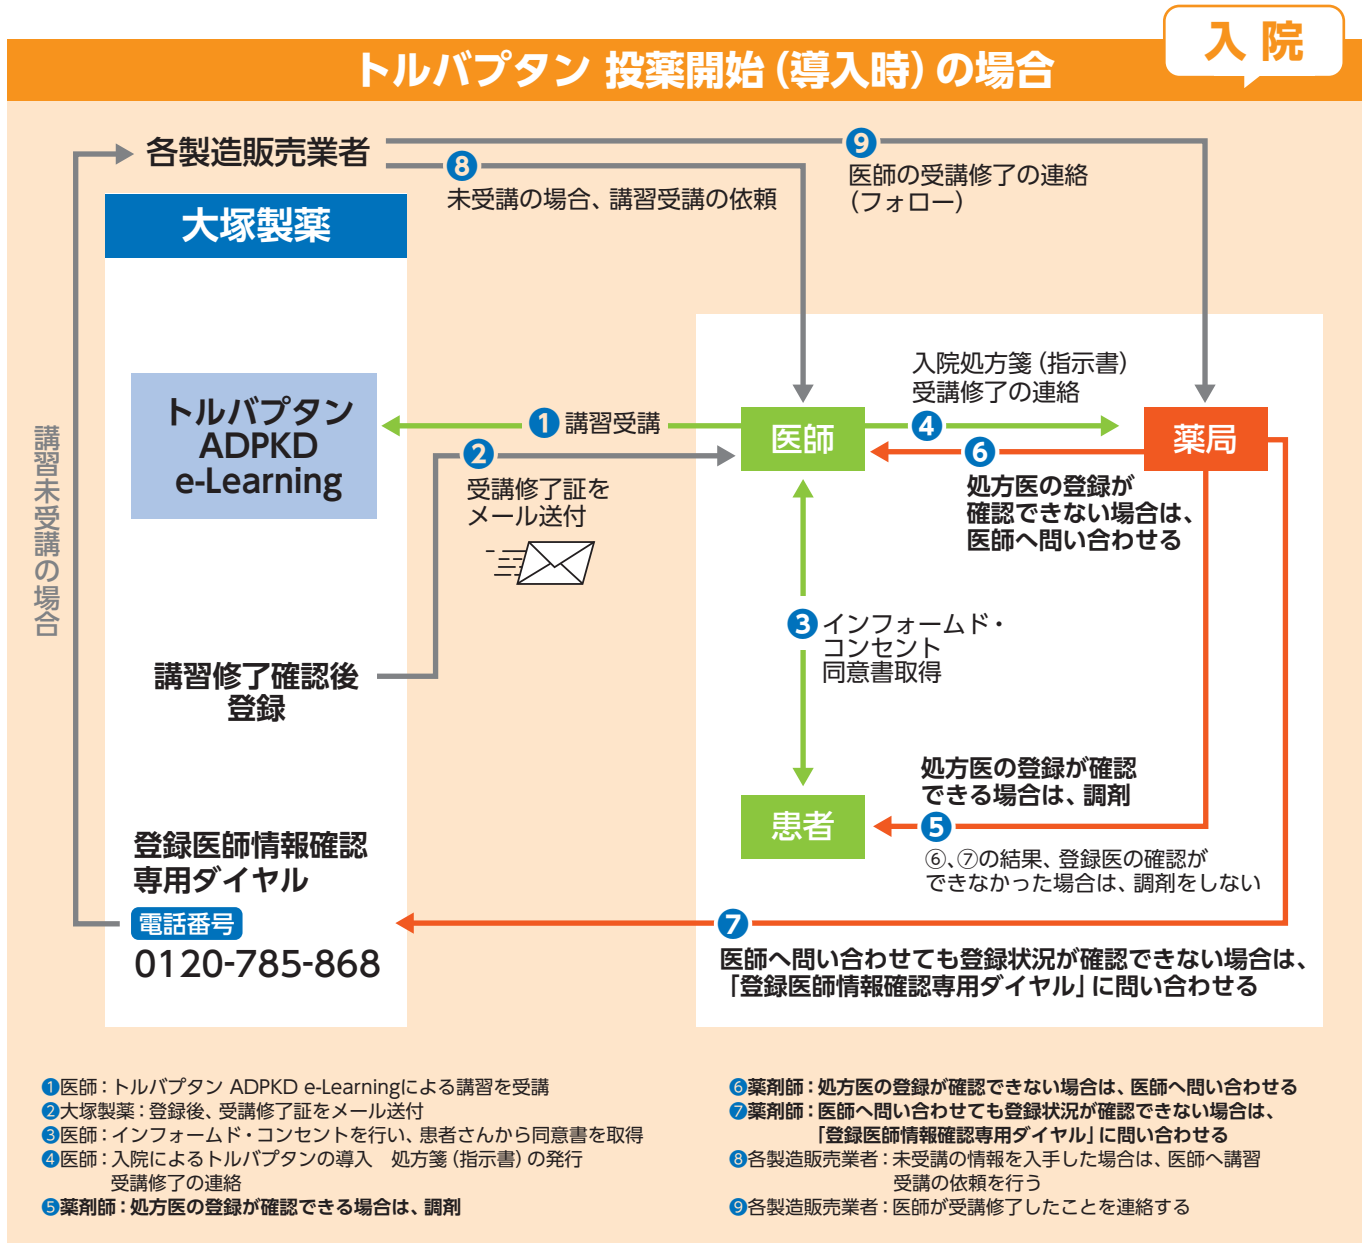 入院
トルバプタン 投薬開始（導入時）の場合
各製造販売業者
❽
未受講の場合、講習受講の依頼
❾
医師の受講修了の連絡
（フォロー）
大塚製薬
トルバプタン
ADPKD
e-Learning
❶ 講習受講
❷
受講修了証を
メール送付
講習未受講の場合
講習修了確認後
登録
登録医師情報確認
専用ダイヤル
電話番号
0120-785-868
入院処方箋（指示書）
受講修了の連絡
❹
医師
薬局
❻
処方医の登録が
確認できない場合は、
医師へ問い合わせる
❸ インフォームド・
コンセント
同意書取得
処方医の登録が確認
できる場合は、調剤
患者
❺
⑥、⑦の結果、登録医の確認が
できなかった場合は、調剤をしない
❼
医師へ問い合わせても登録状況が確認できない場合は、
「登録医師情報確認専用ダイヤル」に問い合わせる
❶医師：トルバプタン ADPKD e-Learningによる講習を受講
❷大塚製薬：登録後、受講修了証をメール送付
❸医師：インフォームド・コンセントを行い、患者さんから同意書を取得
❹医師：入院によるトルバプタンの導入　処方箋（指示書）の発行
受講修了の連絡
❺薬剤師：処方医の登録が確認できる場合は、調剤
❻薬剤師：処方医の登録が確認できない場合は、医師へ問い合わせる
❼薬剤師：医師へ問い合わせても登録状況が確認できない場合は、
「登録医師情報確認専用ダイヤル」に問い合わせる
❽各製造販売業者：未受講の情報を入手した場合は、医師へ講習
受講の依頼を行う
❾各製造販売業者：医師が受講修了したことを連絡する